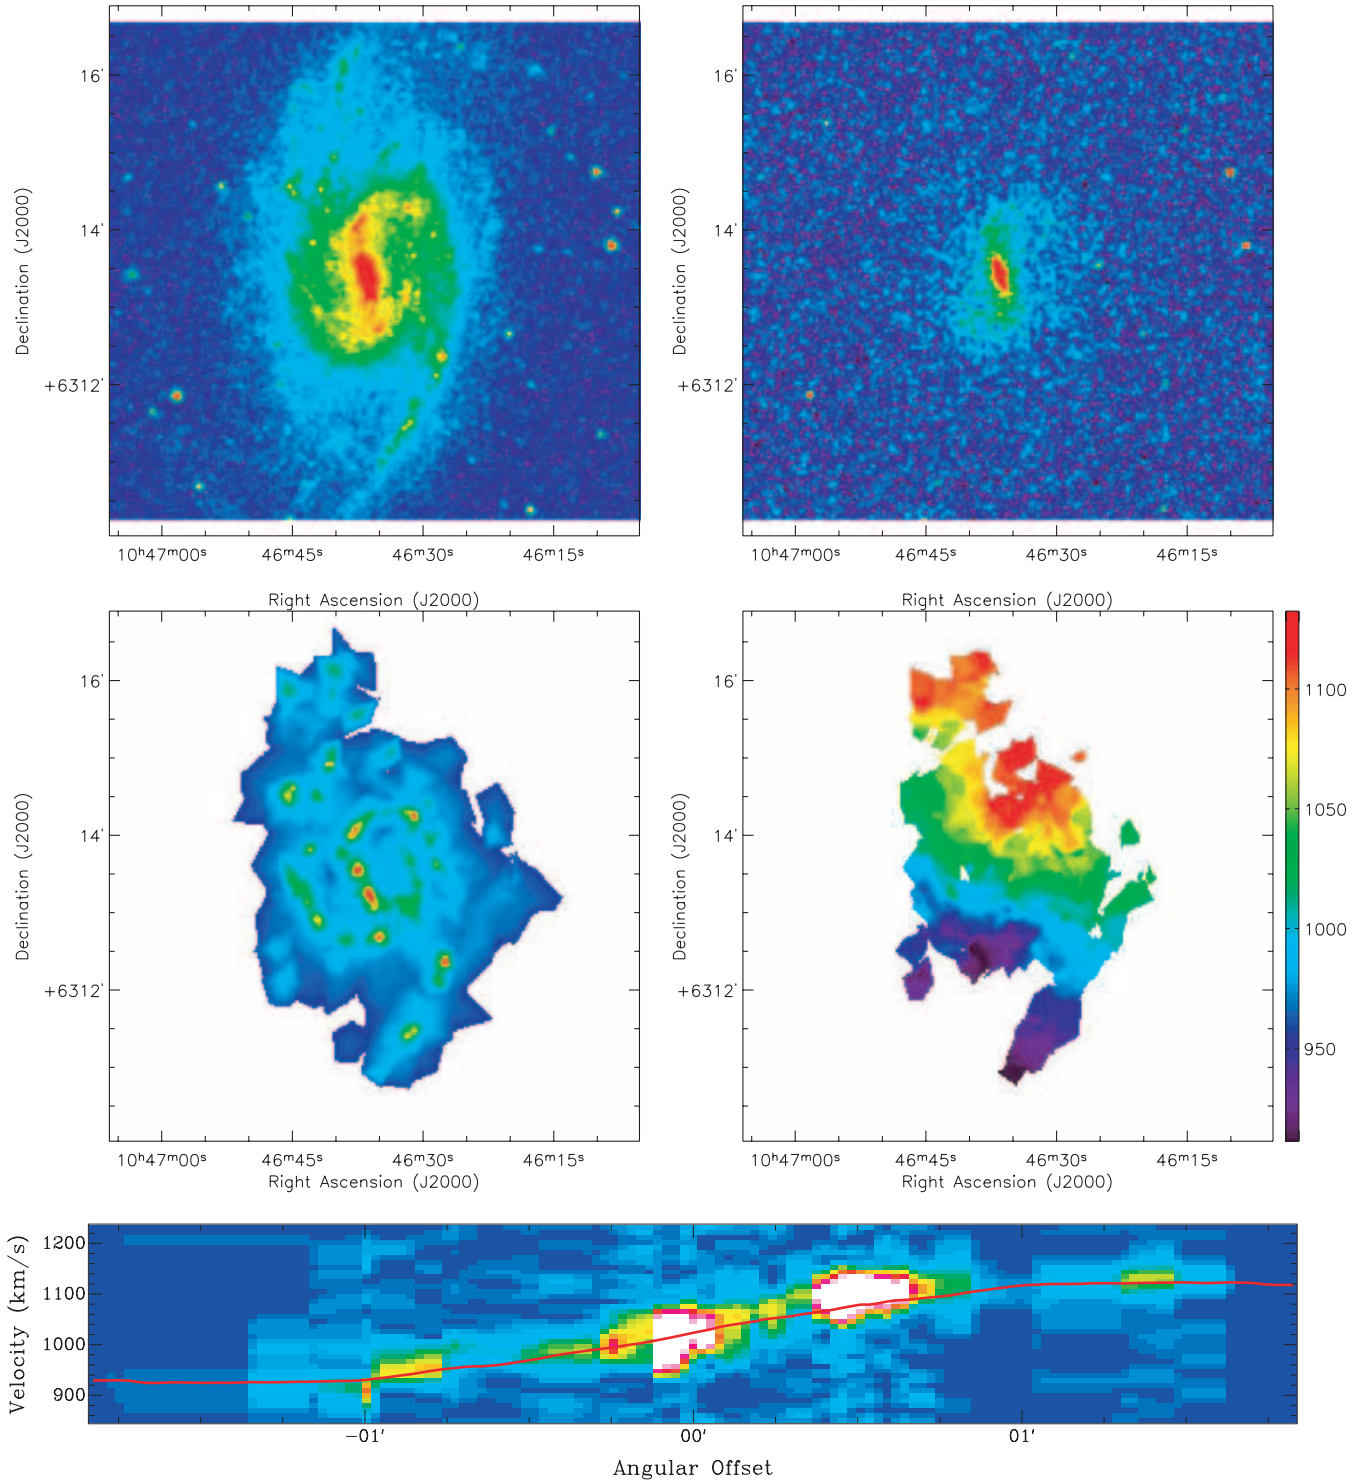 16'
14'
+6312'
Declination (J2000)
10ʰ47ᵐ00ˢ 46ᵐ45ˢ 46ᵐ30ˢ 46ᵐ15ˢ
Right Ascension (J2000)
16'
14'
+6312'
Declination (J2000)
10ʰ47ᵐ00ˢ 46ᵐ45ˢ 46ᵐ30ˢ 46ᵐ15ˢ
Right Ascension (J2000)
16'
14'
+6312'
Declination (J2000)
10ʰ47ᵐ00ˢ 46ᵐ45ˢ 46ᵐ30ˢ 46ᵐ15ˢ
Right Ascension (J2000)
16'
14'
+6312'
Declination (J2000)
10ʰ47ᵐ00ˢ 46ᵐ45ˢ 46ᵐ30ˢ 46ᵐ15ˢ
Right Ascension (J2000)
1100
1050
1000
950
1200
1100
1000
900
Velocity (km/s)
−01' 00' 01'
Angular Offset